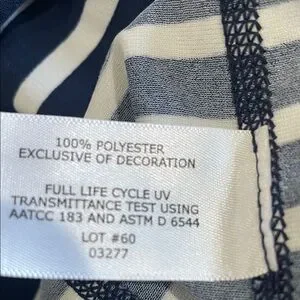 100% POLYESTER
EXCLUSIVE OF DECORATION
FULL LIFE CYCLE UV
TRANSMITTANCE TEST USING
AATCC 183 AND ASTM D 6544
LOT #60
03277